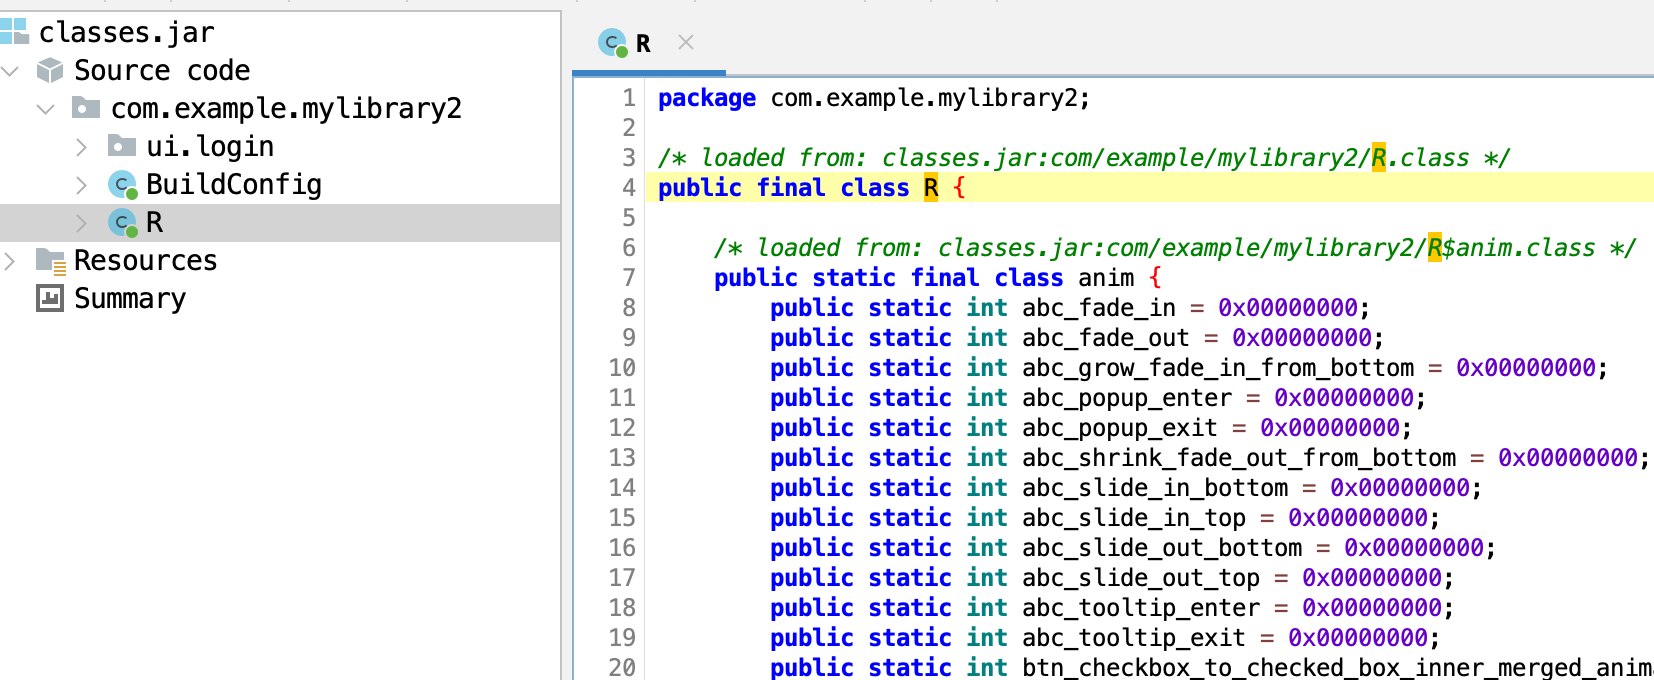 classes.jar
Source code
com.example.mylibrary2
ui.login
BuildConfig
R
Resources
Summary
R
1 package com.example.mylibrary2;
2
3 /* loaded from: classes.jar:com/example/mylibrary2/R.class */
4 public final class R {
5
6 /* loaded from: classes.jar:com/example/mylibrary2/R$anim.class */
7 public static final class anim {
8 public static int abc_fade_in = 0x00000000;
9 public static int abc_fade_out = 0x00000000;
10 public static int abc_grow_fade_in_from_bottom = 0x00000000;
11 public static int abc_popup_enter = 0x00000000;
12 public static int abc_popup_exit = 0x00000000;
13 public static int abc_shrink_fade_out_from_bottom = 0x00000000;
14 public static int abc_slide_in_bottom = 0x00000000;
15 public static int abc_slide_in_top = 0x00000000;
16 public static int abc_slide_out_bottom = 0x00000000;
17 public static int abc_slide_out_top = 0x00000000;
18 public static int abc_tooltip_enter = 0x00000000;
19 public static int abc_tooltip_exit = 0x00000000;
20 public static int btn_checkbox_to_checked_box_inner_merged_anim